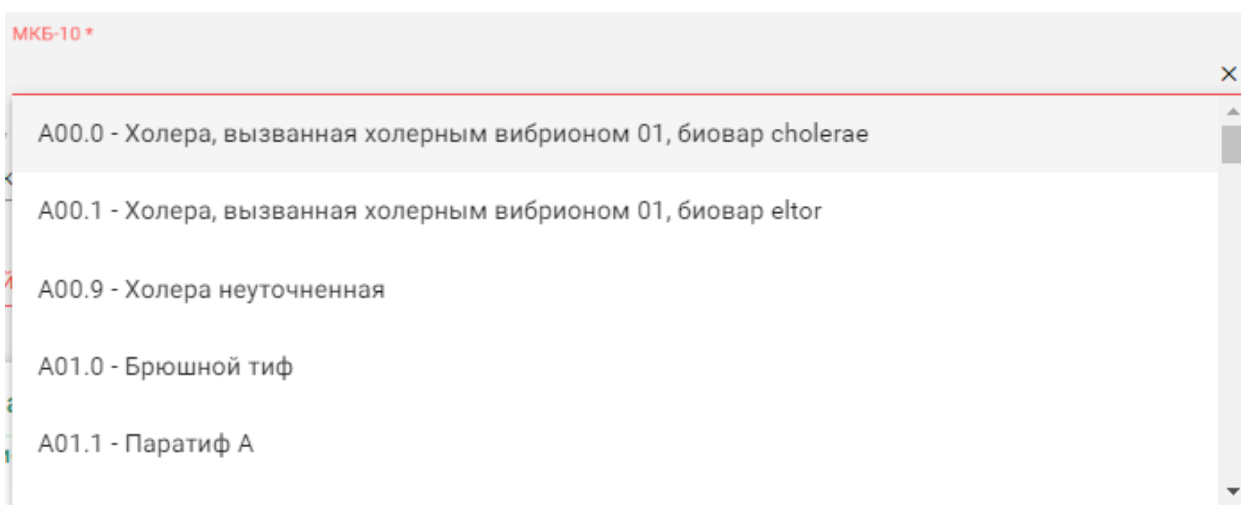 МКБ-10 *
A00.0 - Холера, вызванная холерным вибрионом 01, биовар cholerae
A00.1 - Холера, вызванная холерным вибрионом 01, биовар eltor
A00.9 - Холера неуточненная
A01.0 - Брюшной тиф
A01.1 - Паратиф A